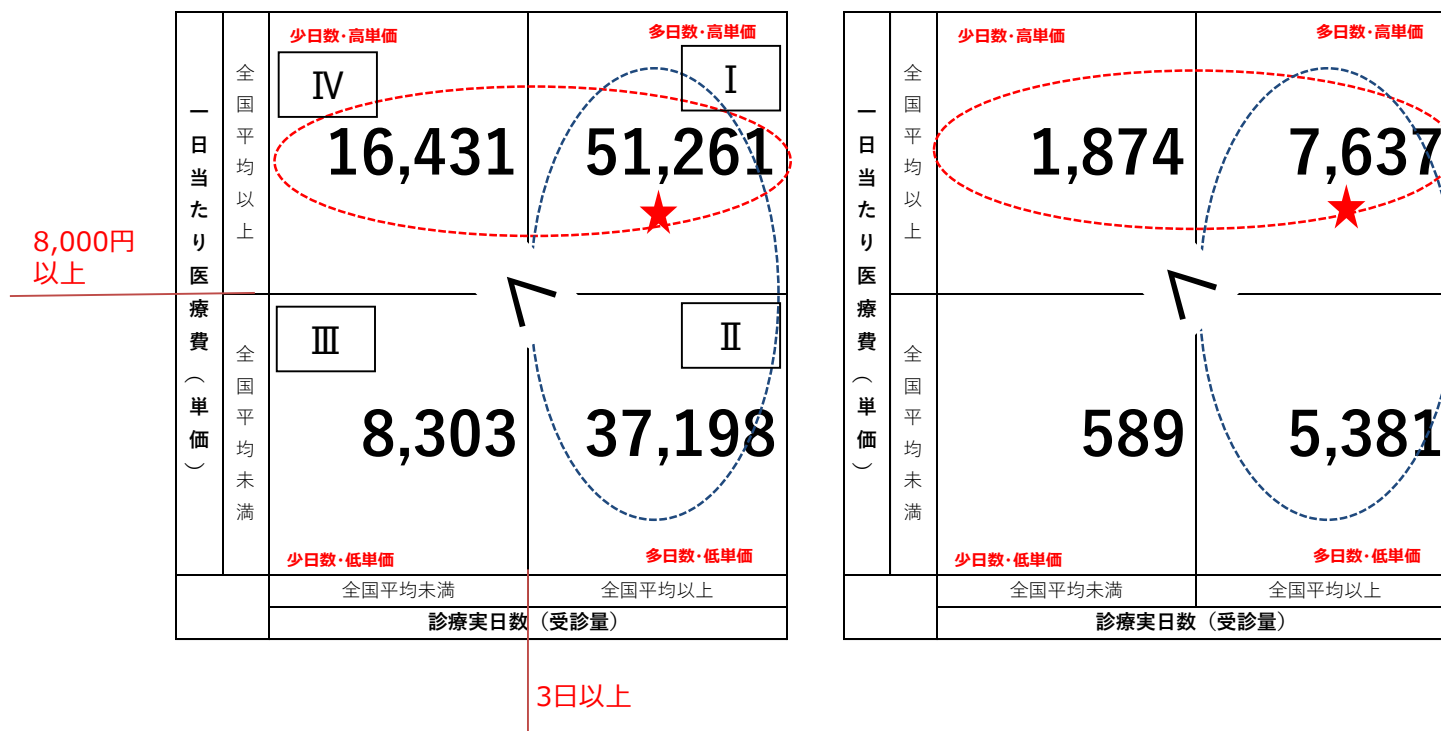 8,000円
以上
一日当たり医療費(単価)
全国平均以上
全国平均未満
少日数・高単価
多日数・高単価
Ⅳ
Ⅰ
16,431
51,261
★
Ⅲ
Ⅱ
8,303
37,198
少日数・低単価
多日数・低単価
全国平均未満
全国平均以上
診療実日数(受診量)
3日以上
一日当たり医療費(単価)
全国平均以上
全国平均未満
少日数・高単価
多日数・高単価
1,874
7,637
★
589
5,381
少日数・低単価
多日数・低単価
全国平均未満
全国平均以上
診療実日数(受診量)